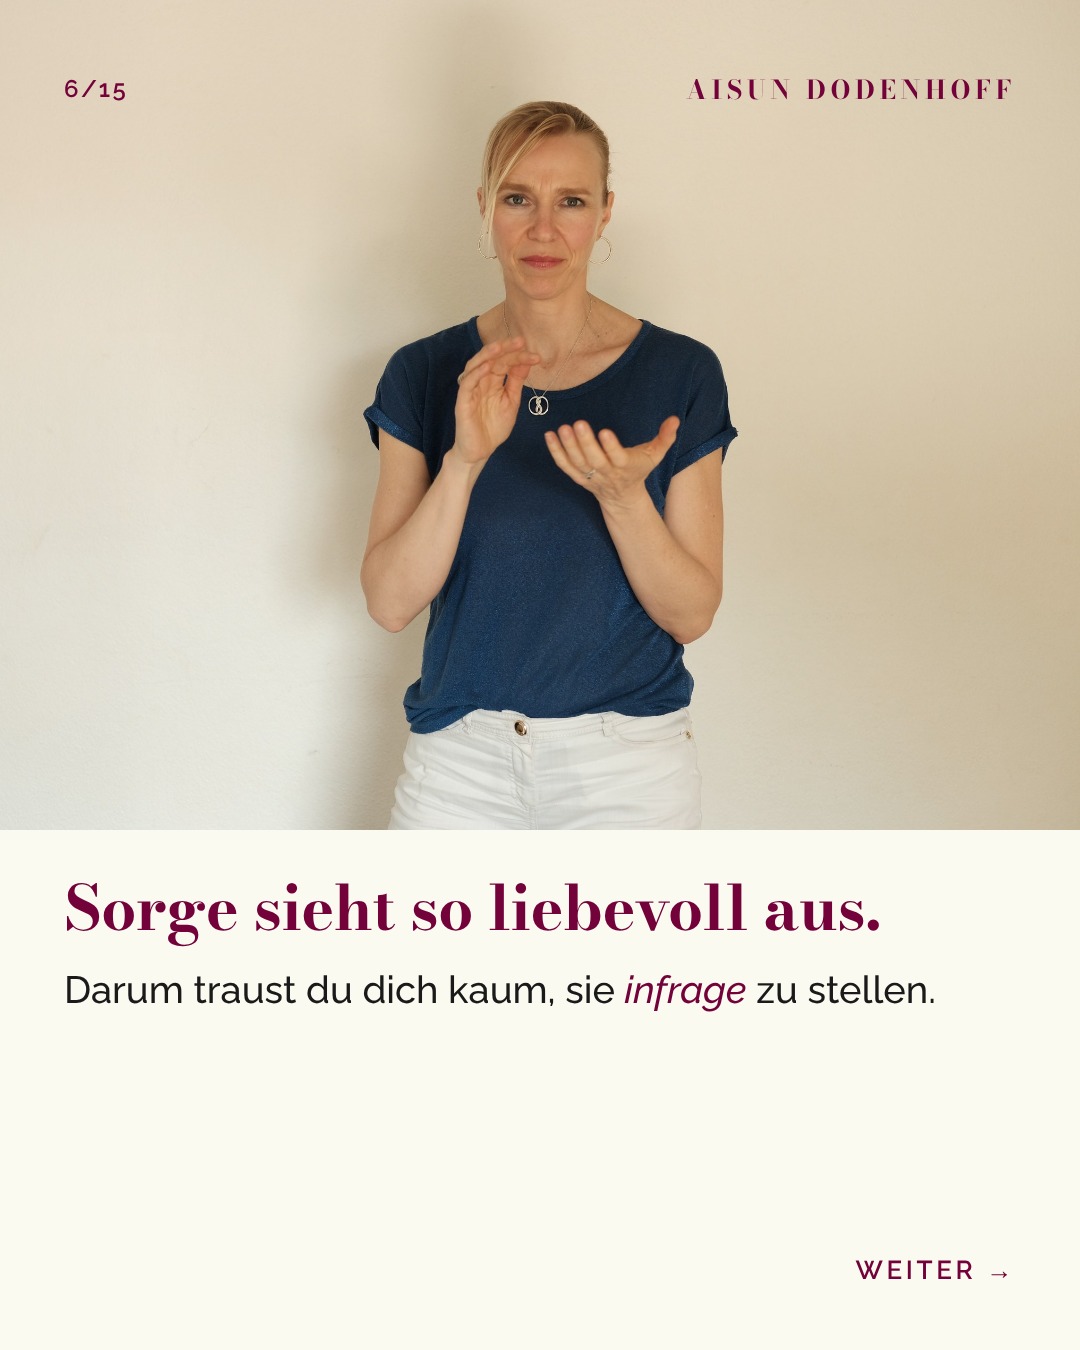 6/15
AISUN DODENHOFF
Sorge sieht so liebevoll aus.
Darum traust du dich kaum, sie infrage zu stellen.
WEITER →